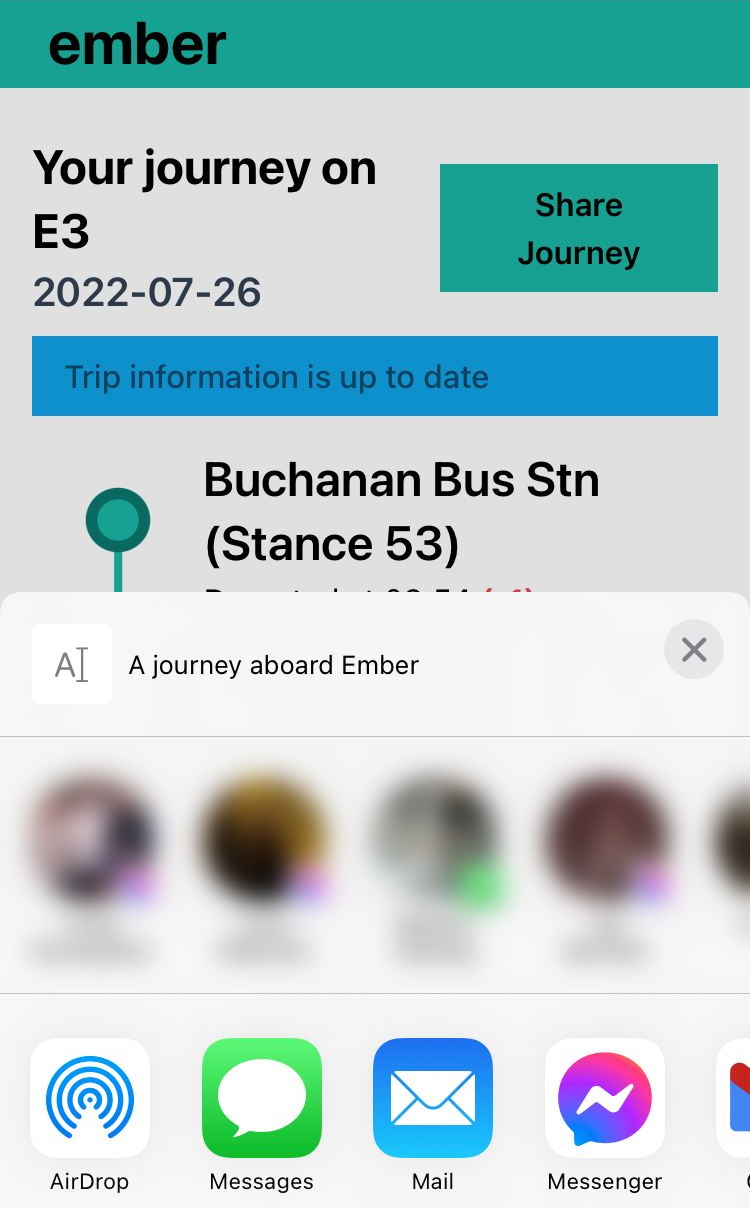 ember
Your journey on
E3
2022-07-26
Share
Journey
Trip information is up to date
Buchanan Bus Stn
(Stance 53)
A journey aboard Ember
AirDrop
Messages
Mail
Messenger